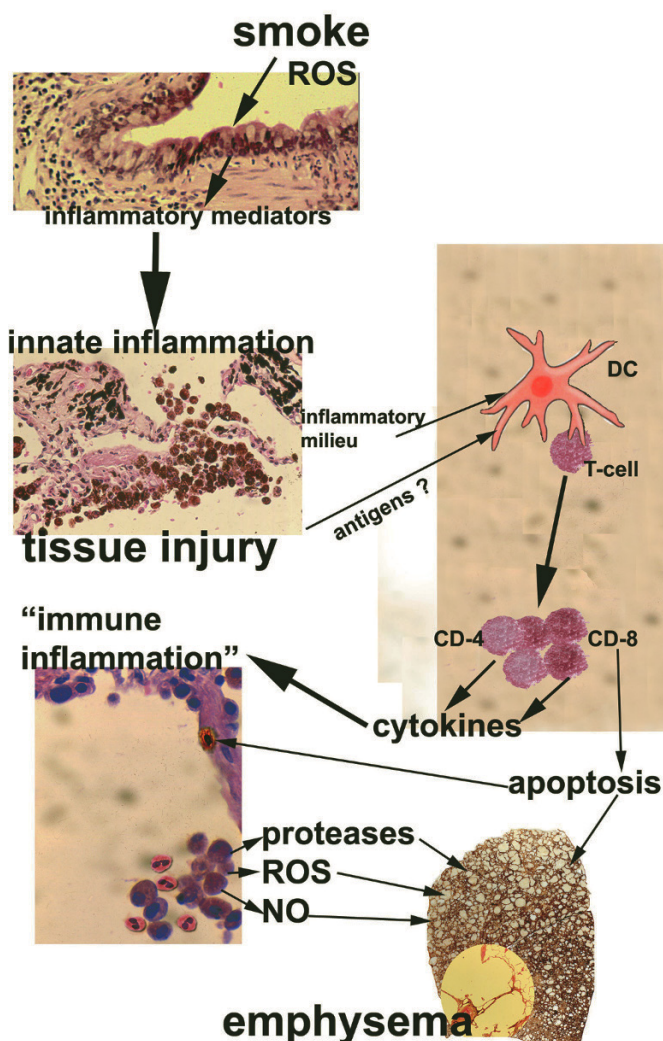 smoke
ROS
inflammatory mediators
innate inflammation
inflammatory
milieu
DC
T-cell
antigens ?
tissue injury
“immune
inflammation”
CD-4
CD-8
cytokines
apoptosis
proteases
ROS
NO
emphysema